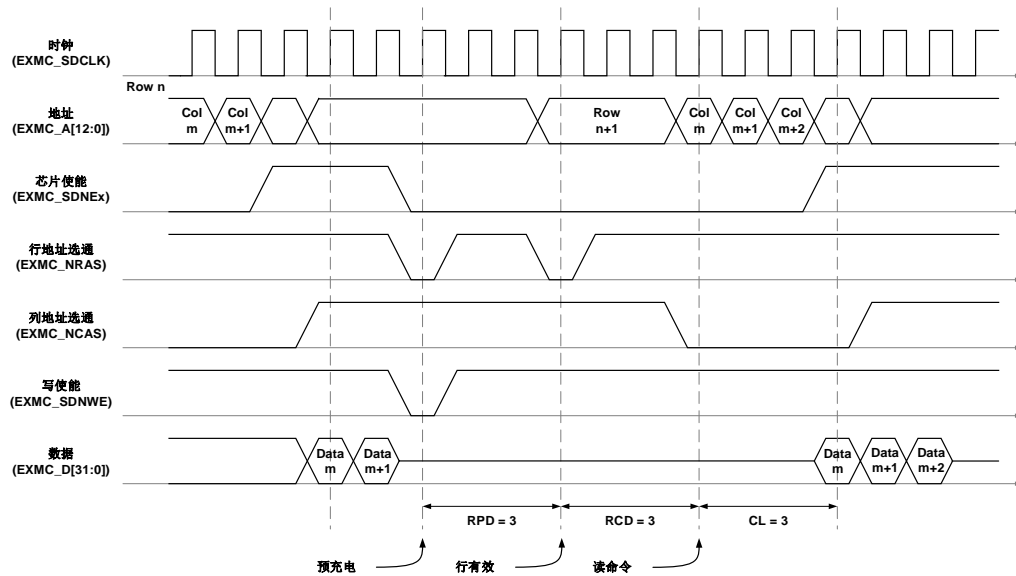 时钟
(EXMC_SDCLK)
Row n
地址
(EXMC_A[12:0])
Col
m
Col
m+1
Row
n+1
Col
m
Col
m+1
Col
m+2
芯片使能
(EXMC_SDNEx)
行地址选通
(EXMC_NRAS)
列地址选通
(EXMC_NCAS)
写使能
(EXMC_SDNWE)
数据
(EXMC_D[31:0])
Data
m
Data
m+1
Data
m
Data
m+1
Data
m+2
RPD = 3
RCD = 3
CL = 3
预充电
行有效
读命令